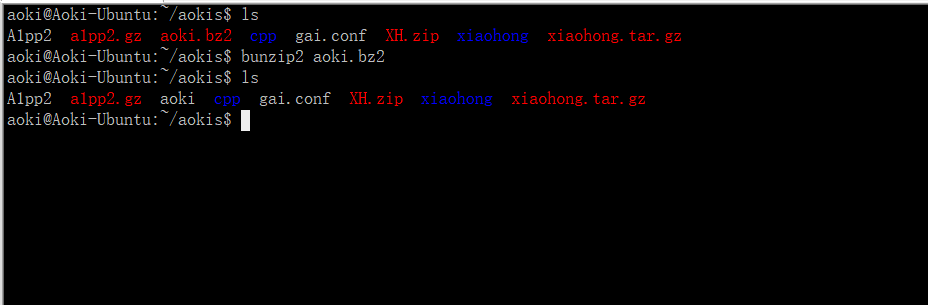 aoki@Aoki-Ubuntu:~/aokis$ ls
A1pp2 a1pp2.gz aoki.bz2 cpp gai.conf XH.zip xiaohong xiaohong.tar.gz
aoki@Aoki-Ubuntu:~/aokis$ bunzip2 aoki.bz2
aoki@Aoki-Ubuntu:~/aokis$ ls
A1pp2 a1pp2.gz aoki cpp gai.conf XH.zip xiaohong xiaohong.tar.gz
aoki@Aoki-Ubuntu:~/aokis$